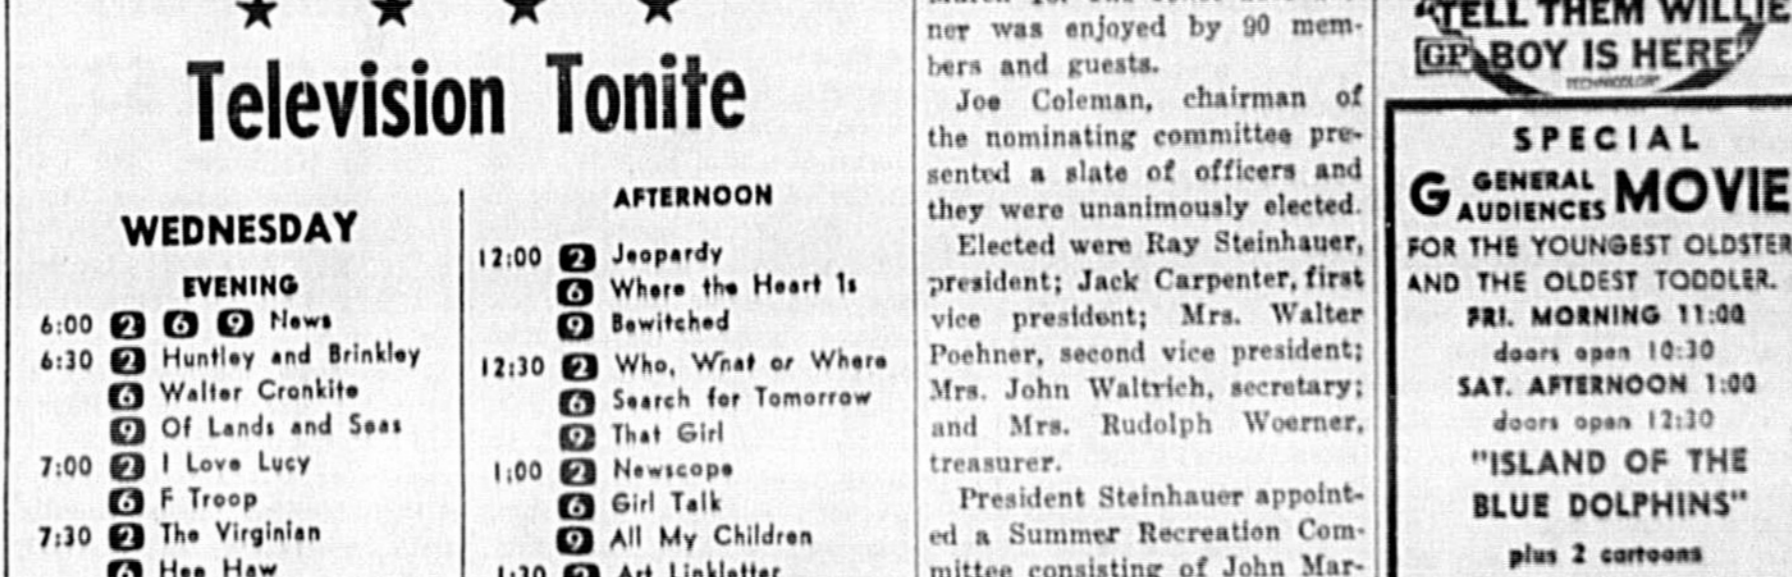 Television Tonite
WEDNESDAY
EVENING
6:00 2 6 9 News
6:30 2 Huntley and Brinkley
6 Walter Cronkite
9 Of Lands and Seas
7:00 2 I Love Lucy
6 F Troop
7:30 2 The Virginian
6 Hee Haw
AFTERNOON
12:00 2 Jeopardy
6 Where the Heart Is
9 Bewitched
12:30 2 Who, What or Where
6 Search for Tomorrow
9 That Girl
1:00 2 Newscope
6 Girl Talk
9 All My Children
1:30 2 Art Linkletter
ner was enjoyed by 90 mem-
bers and guests.
Joe Coleman, chairman of
the nominating committee pre-
sented a slate of officers and
they were unanimously elected.
Elected were Ray Steinhauer,
president; Jack Carpenter, first
vice president; Mrs. Walter
Poehner, second vice president;
Mrs. John Waltrich, secretary;
and Mrs. Rudolph Woerner,
treasurer.
President Steinhauer appoint-
ed a Summer Recreation Com-
mittee consisting of John Mar-
"TELL THEM WILLIE
GP BOY IS HERE"
TECHNICOLOR
SPECIAL
G GENERAL AUDIENCES MOVIE
FOR THE YOUNGEST OLDSTER
AND THE OLDEST TODDLER.
FRI. MORNING 11:00
doors open 10:30
SAT. AFTERNOON 1:00
doors open 12:30
"ISLAND OF THE
BLUE DOLPHINS"
plus 2 cartoons